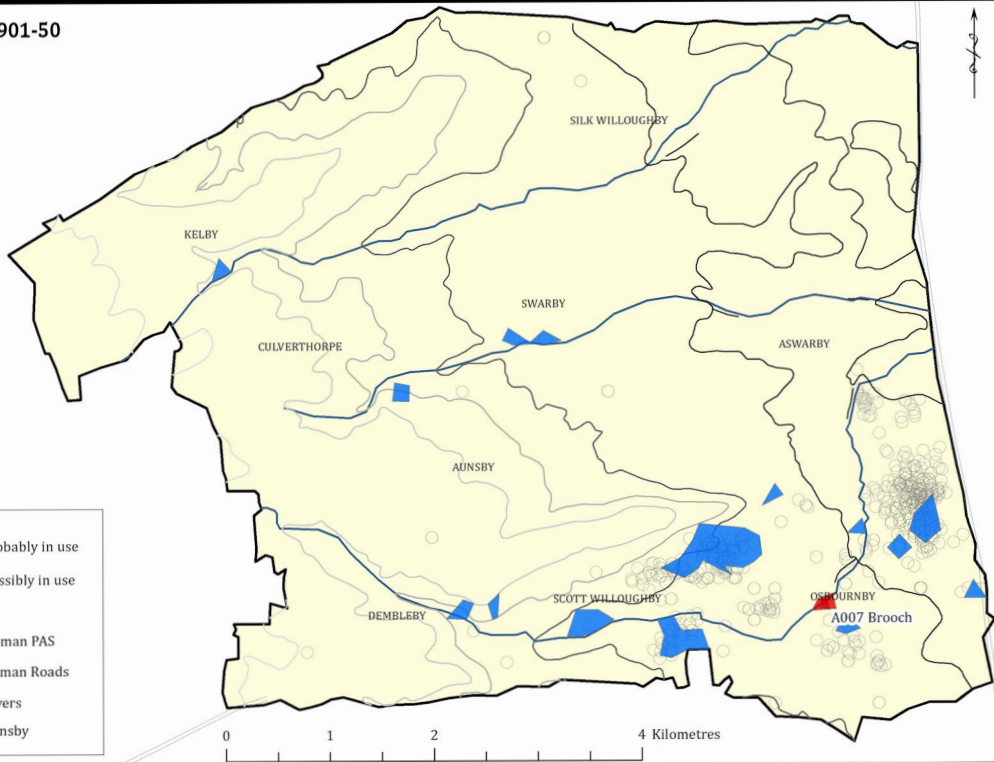 901-50
SILK WILLOUGHBY
KELBY
SWARBY
CULVERTHORPE
ASWARBY
AUNSBY
obably in use
ssibly in use
SCOTT WILLOUGHBY
OSBOURNBY
DEMBLEBY
A007 Brooch
man PAS
man Roads
vers
nsby
0 1 2 4 Kilometres